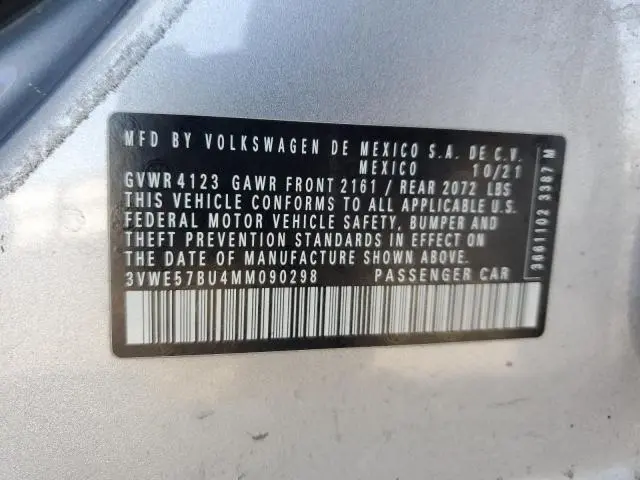 MFD BY VOLKSWAGEN DE MEXICO S.A. DE C.V.
MEXICO 10/21
GVWR 4123 GAWR FRONT 2161 / REAR 2072 LBS
THIS VEHICLE CONFORMS TO ALL APPLICABLE U.S.
FEDERAL MOTOR VEHICLE SAFETY, BUMPER AND
THEFT PREVENTION STANDARDS IN EFFECT ON
THE DATE OF MANUFACTURE SHOWN ABOVE.
3VWE57BU4MM090298 PASSENGER CAR
3661102 3367 M